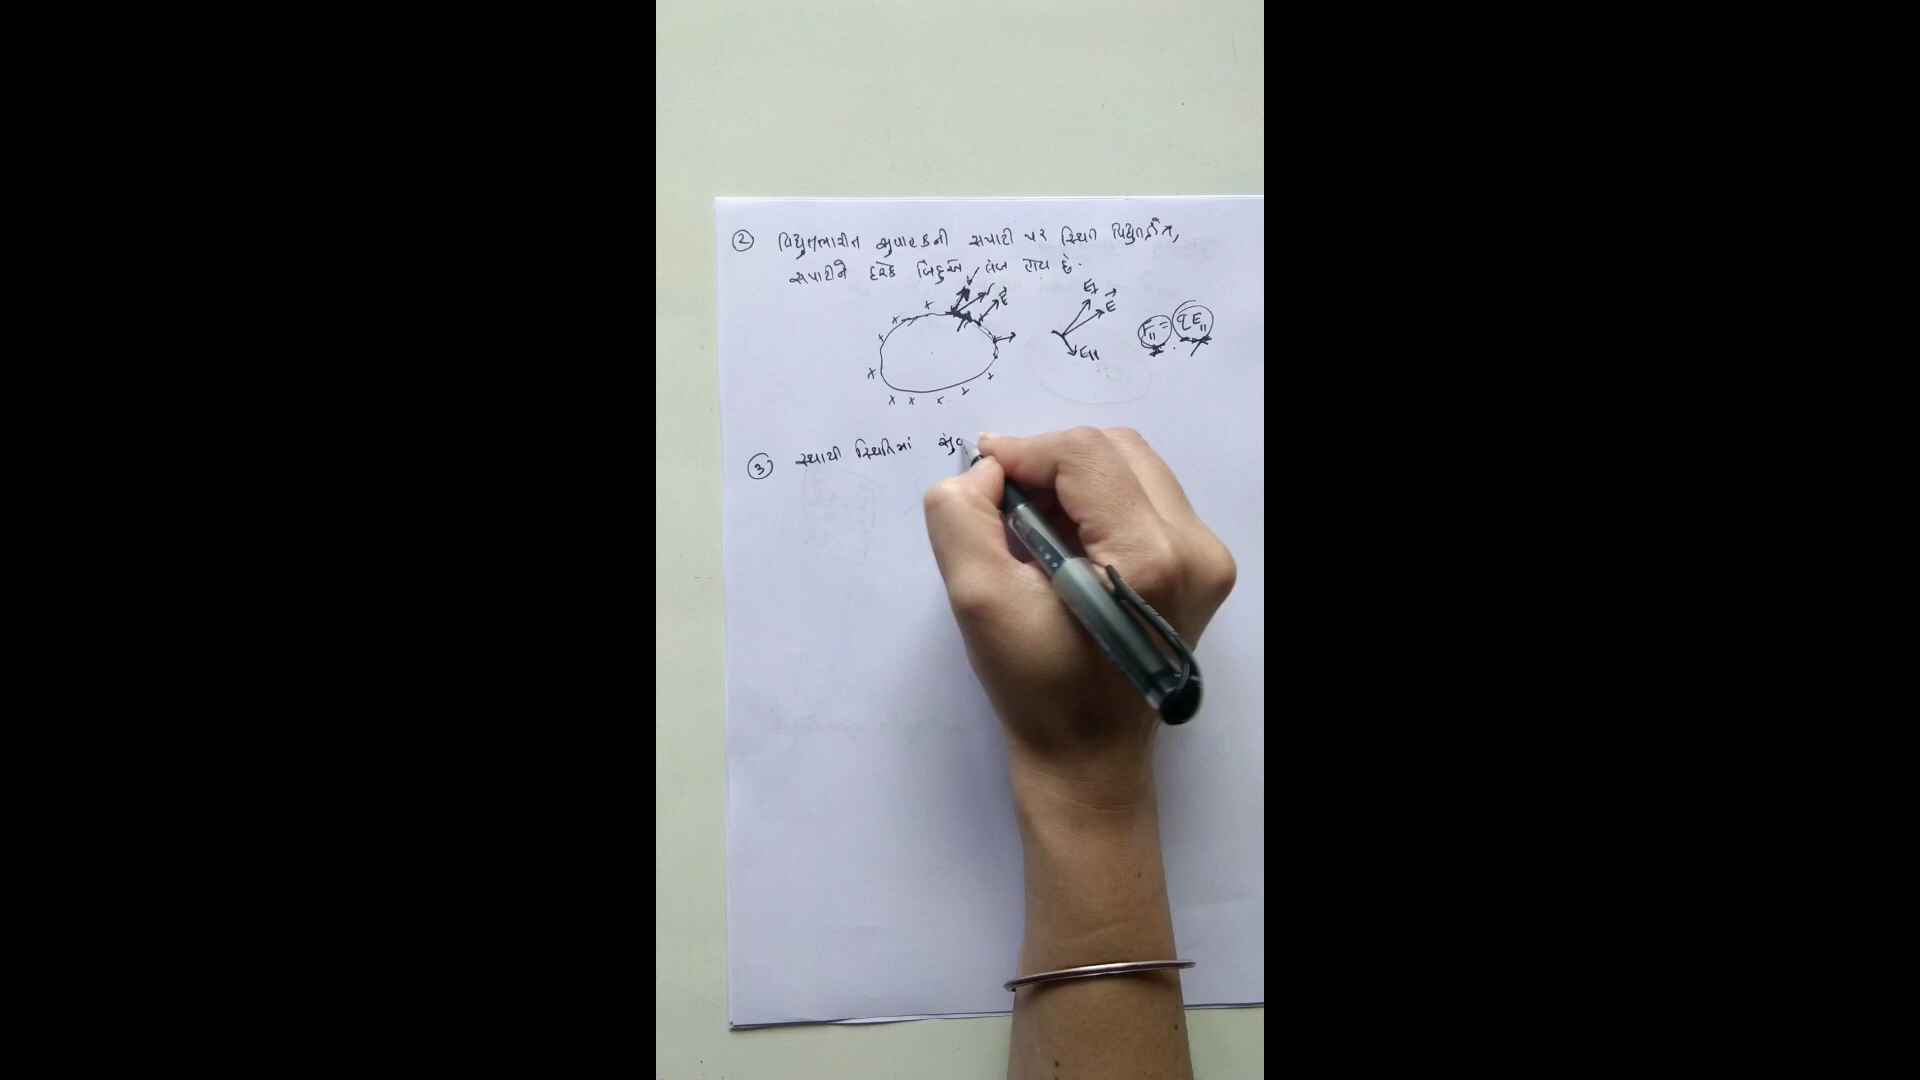 ② વિદ્યુતભારીત સુવાહકની સપાટી પર સ્થિત વિદ્યુતક્ષેત્ર,
સપાટીને દરેક બિંદુએ લંબ હોય છે.
E⊥
E⃗
E⃗
F॥ = qE॥
E॥
③ સ્થાયી સ્થિતિમાં સુવ